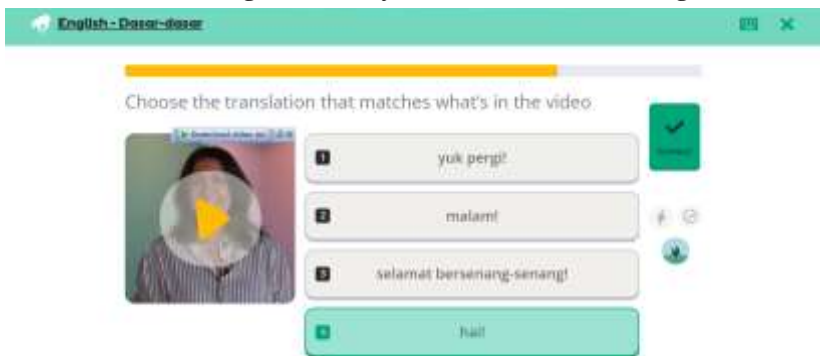 English - Dasar-dasar
Choose the translation that matches what's in the video
1 yuk pergi!
2 malam!
3 selamat bersenang-senang!
4 hai!